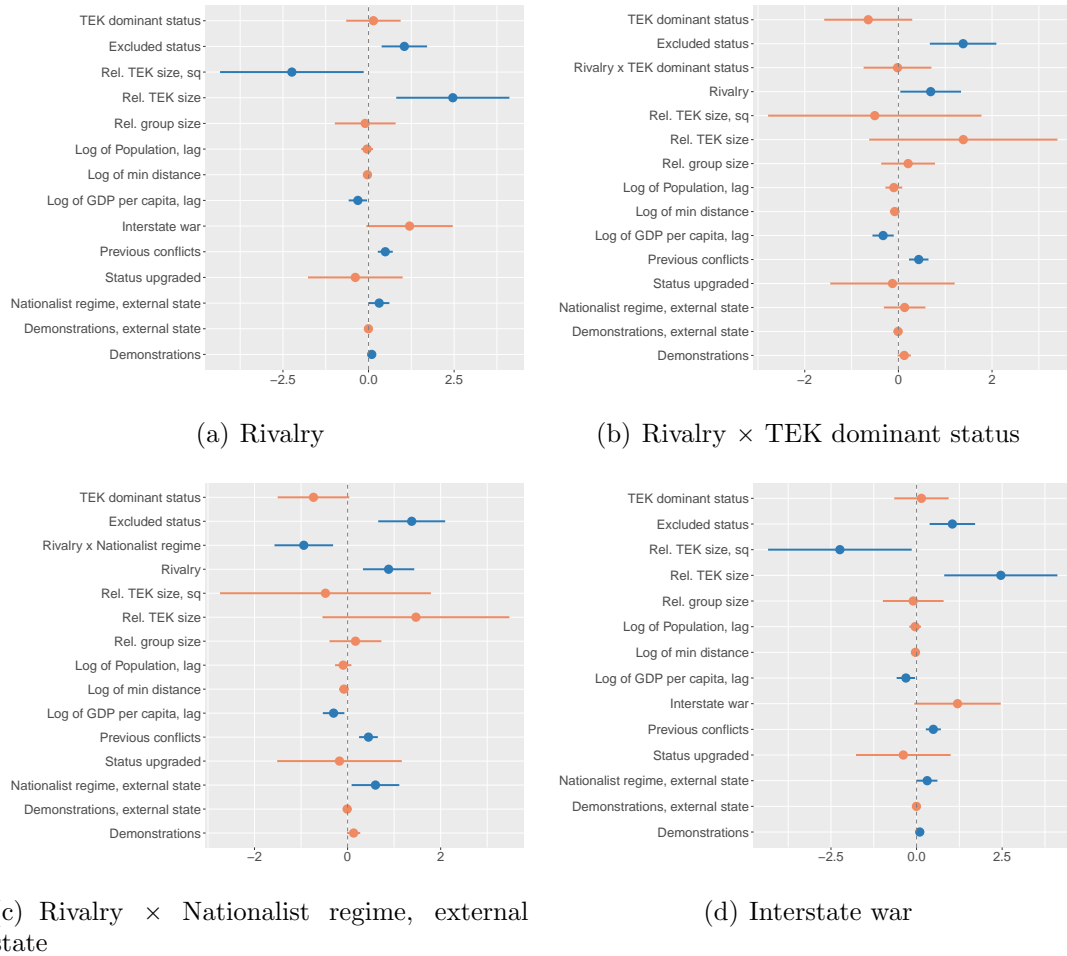 TEK dominant status
Excluded status
Rel. TEK size, sq
Rel. TEK size
Rel. group size
Log of Population, lag
Log of min distance
Log of GDP per capita, lag
Interstate war
Previous conflicts
Status upgraded
Nationalist regime, external state
Demonstrations, external state
Demonstrations
−2.5 0.0 2.5
(a) Rivalry
TEK dominant status
Excluded status
Rivalry x TEK dominant status
Rivalry
Rel. TEK size, sq
Rel. TEK size
Rel. group size
Log of Population, lag
Log of min distance
Log of GDP per capita, lag
Previous conflicts
Status upgraded
Nationalist regime, external state
Demonstrations, external state
Demonstrations
−2 0 2
(b) Rivalry × TEK dominant status
TEK dominant status
Excluded status
Rivalry x Nationalist regime
Rivalry
Rel. TEK size, sq
Rel. TEK size
Rel. group size
Log of Population, lag
Log of min distance
Log of GDP per capita, lag
Previous conflicts
Status upgraded
Nationalist regime, external state
Demonstrations, external state
Demonstrations
−2 0 2
(c) Rivalry × Nationalist regime, external
state
TEK dominant status
Excluded status
Rel. TEK size, sq
Rel. TEK size
Rel. group size
Log of Population, lag
Log of min distance
Log of GDP per capita, lag
Interstate war
Previous conflicts
Status upgraded
Nationalist regime, external state
Demonstrations, external state
Demonstrations
−2.5 0.0 2.5
(d) Interstate war